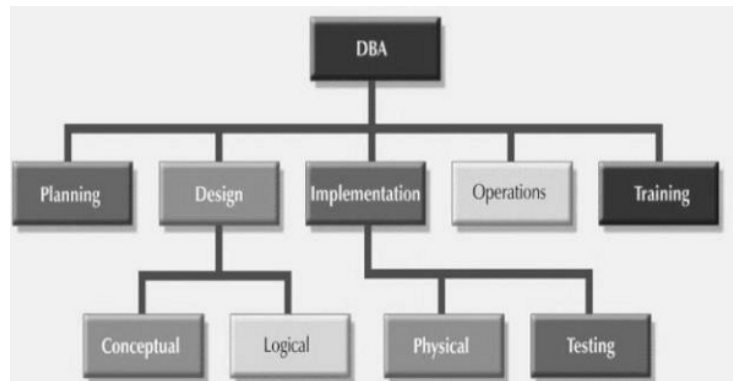 DBA
Planning
Design
Implementation
Operations
Training
Conceptual
Logical
Physical
Testing